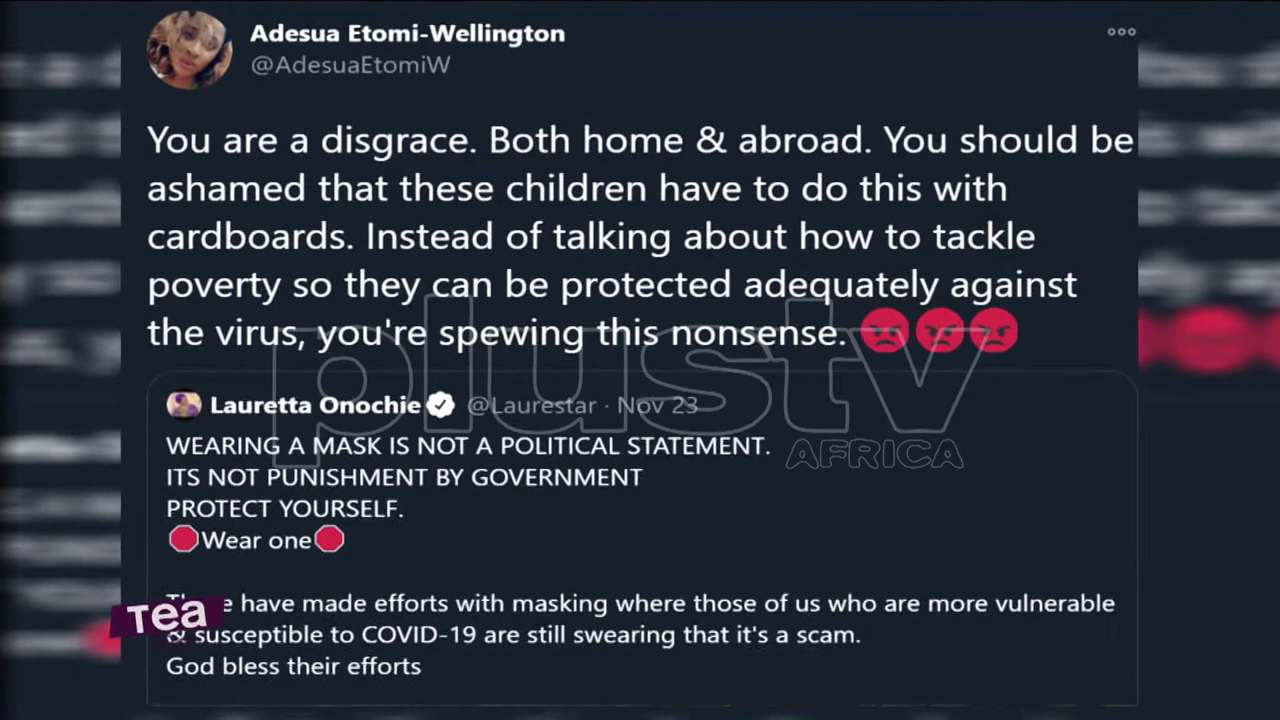 Adesua Etomi-Wellington
@AdesuaEtomiW
You are a disgrace. Both home & abroad. You should be
ashamed that these children have to do this with
cardboards. Instead of talking about how to tackle
poverty so they can be protected adequately against
the virus, you're spewing this nonsense. 😡😡😡
plustv
AFRICA
Lauretta Onochie @Laurestar · Nov 23
WEARING A MASK IS NOT A POLITICAL STATEMENT.
ITS NOT PUNISHMENT BY GOVERNMENT
PROTECT YOURSELF.
🛑Wear one🛑
have made efforts with masking where those of us who are more vulnerable
& susceptible to COVID-19 are still swearing that it's a scam.
God bless their efforts
Tea